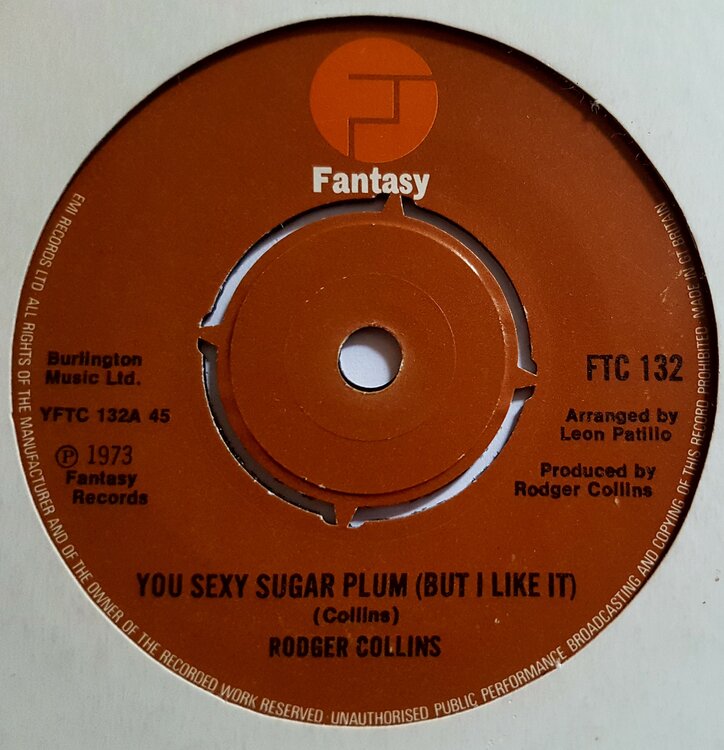 Fantasy
Burlington
Music Ltd.
YFTC 132A 45
Ⓟ 1973
Fantasy
Records
FTC 132
Arranged by
Leon Patillo
Produced by
Rodger Collins
YOU SEXY SUGAR PLUM (BUT I LIKE IT)
(Collins)
RODGER COLLINS
EMI RECORDS LTD ALL RIGHTS OF THE MANUFACTURER AND OF THE OWNER OF THE RECORDED WORK RESERVED · UNAUTHORISED PUBLIC PERFORMANCE BROADCASTING AND COPYING OF THIS RECORD PROHIBITED MADE IN GT BRITAIN